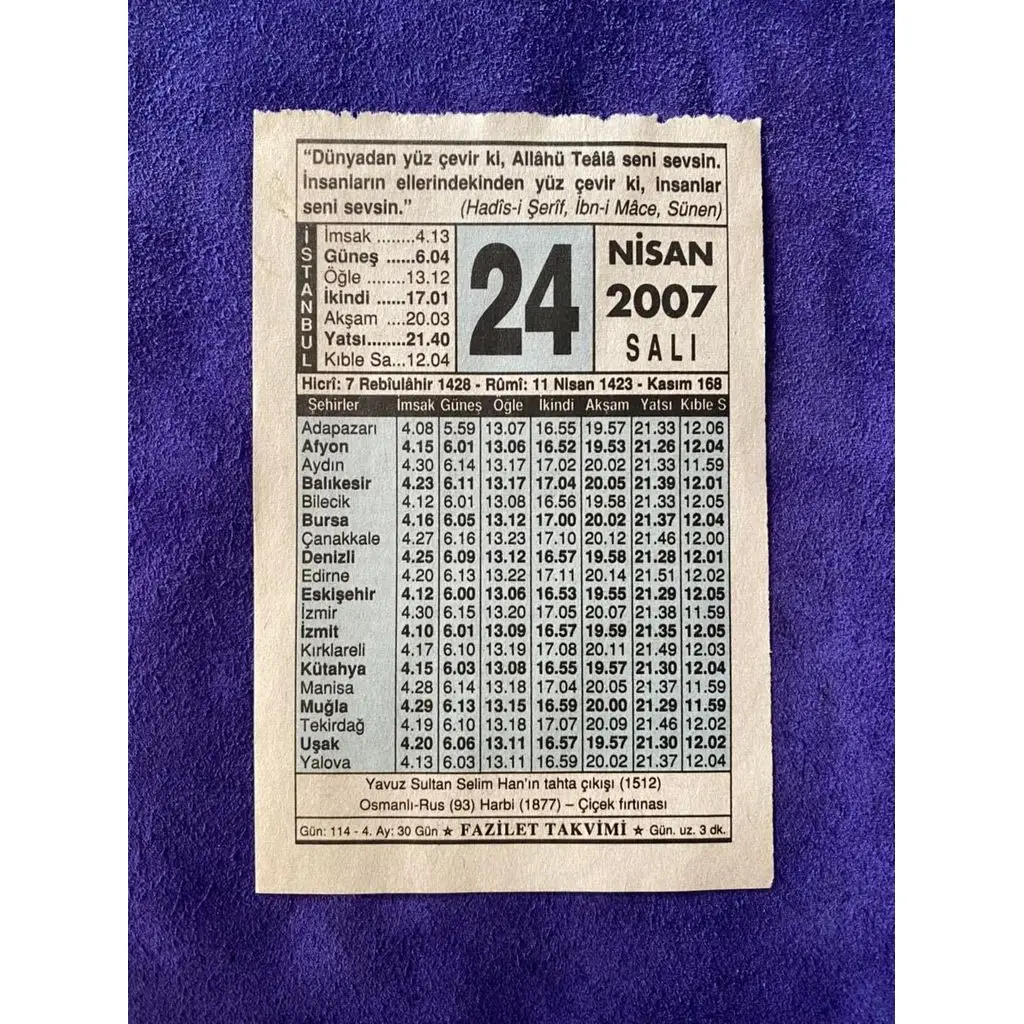 “Dünyadan yüz çevir ki, Allâhü Teâlâ seni sevsin.
İnsanların ellerindekinden yüz çevir ki, insanlar
seni sevsin.” (Hadîs-i Şerîf, İbn-i Mâce, Sünen)
İSTANBUL
İmsak ........4.13
Güneş ......6.04
Öğle ........13.12
İkindi ......17.01
Akşam ....20.03
Yatsı........21.40
Kıble Sa...12.04
24
NİSAN
2007
SALI
Hicrî: 7 Rebîulâhir 1428 - Rûmî: 11 Nisan 1423 - Kasım 168
Şehirler İmsak Güneş Öğle İkindi Akşam Yatsı Kıble S
Adapazarı 4.08 5.59 13.07 16.55 19.57 21.33 12.06
Afyon 4.15 6.01 13.06 16.52 19.53 21.26 12.04
Aydın 4.30 6.14 13.17 17.02 20.02 21.33 11.59
Balıkesir 4.23 6.11 13.17 17.04 20.05 21.39 12.01
Bilecik 4.12 6.01 13.08 16.56 19.58 21.33 12.05
Bursa 4.16 6.05 13.12 17.00 20.02 21.37 12.04
Çanakkale 4.27 6.16 13.23 17.10 20.12 21.46 12.00
Denizli 4.25 6.09 13.12 16.57 19.58 21.28 12.01
Edirne 4.20 6.13 13.22 17.11 20.14 21.51 12.02
Eskişehir 4.12 6.00 13.06 16.53 19.55 21.29 12.05
İzmir 4.30 6.15 13.20 17.05 20.07 21.38 11.59
İzmit 4.10 6.01 13.09 16.57 19.59 21.35 12.05
Kırklareli 4.17 6.10 13.19 17.08 20.11 21.49 12.03
Kütahya 4.15 6.03 13.08 16.55 19.57 21.30 12.04
Manisa 4.28 6.14 13.18 17.04 20.05 21.37 11.59
Muğla 4.29 6.13 13.15 16.59 20.00 21.29 11.59
Tekirdağ 4.19 6.10 13.18 17.07 20.09 21.46 12.02
Uşak 4.20 6.06 13.11 16.57 19.57 21.30 12.02
Yalova 4.13 6.03 13.11 16.59 20.02 21.37 12.04
Yavuz Sultan Selim Han'ın tahta çıkışı (1512)
Osmanlı-Rus (93) Harbi (1877) – Çiçek fırtınası
Gün: 114 - 4. Ay: 30 Gün ★ FAZİLET TAKVİMİ ★ Gün. uz. 3 dk.